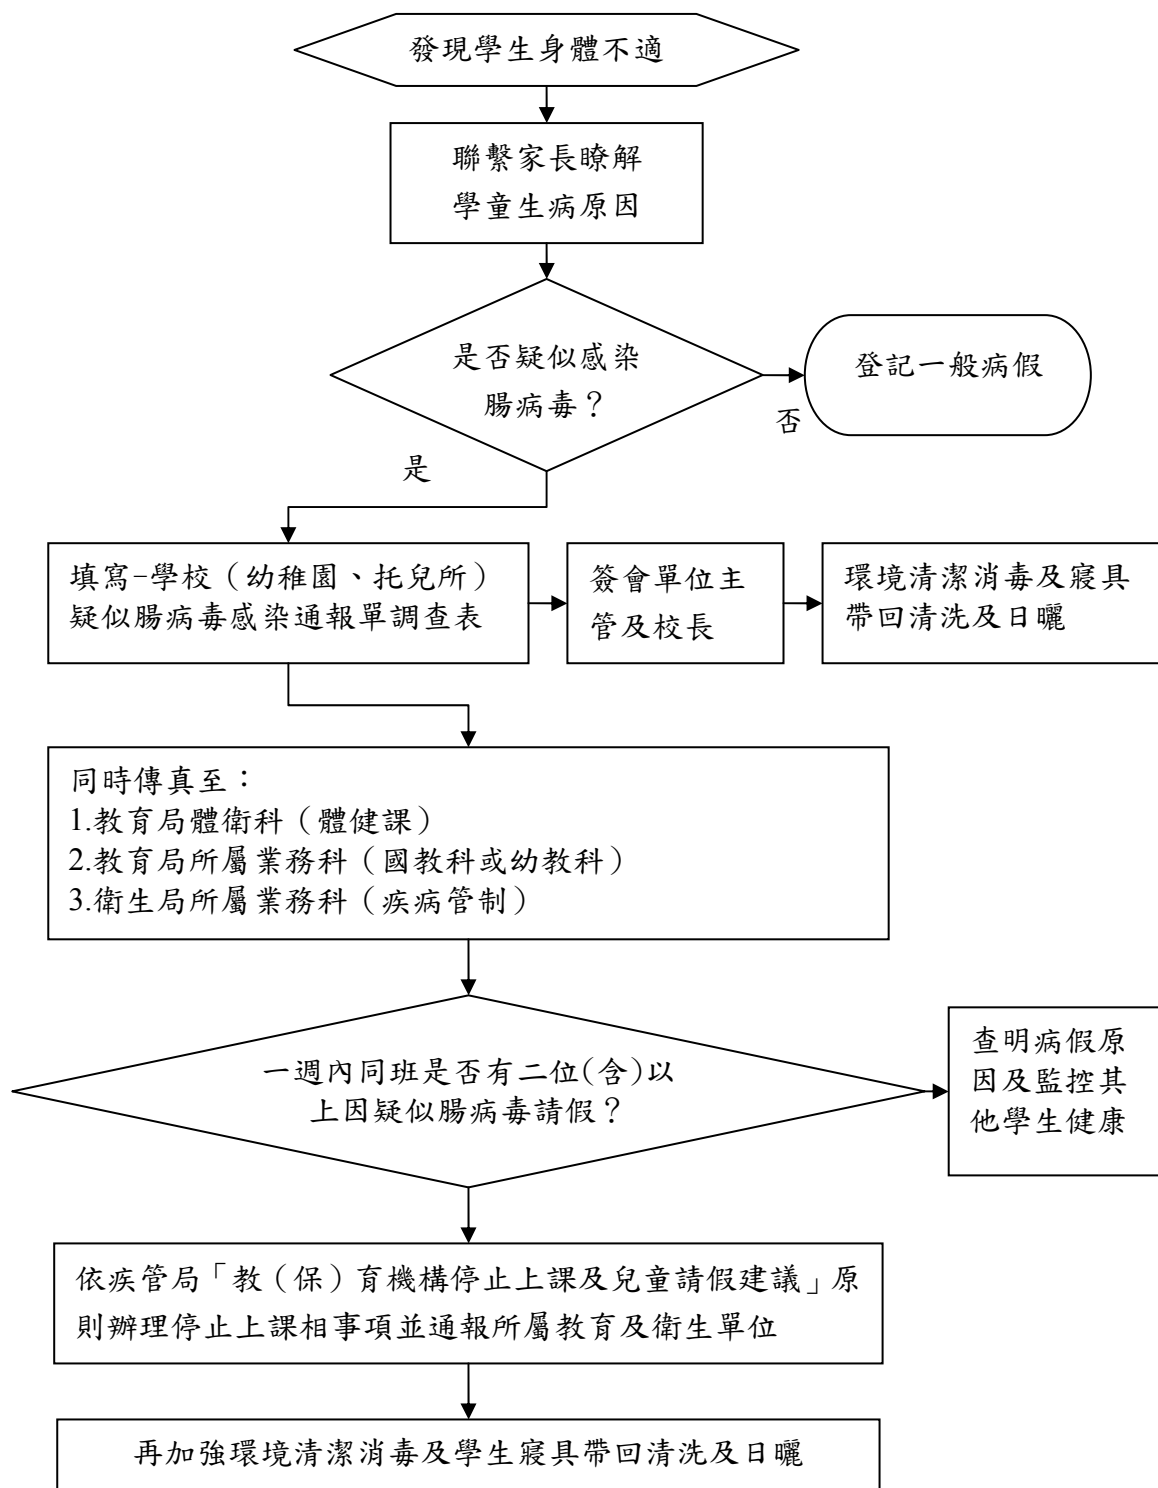 發現學生身體不適
聯繫家長瞭解
學童生病原因
是否疑似感染
腸病毒？
登記一般病假
否
是
填寫-學校（幼稚園、托兒所）
疑似腸病毒感染通報單調查表
簽會單位主
管及校長
環境清潔消毒及寢具
帶回清洗及日曬
同時傳真至：
1.教育局體衛科（體健課）
2.教育局所屬業務科（國教科或幼教科）
3.衛生局所屬業務科（疾病管制）
一週內同班是否有二位(含)以
上因疑似腸病毒請假？
查明病假原
因及監控其
他學生健康
依疾管局「教（保）育機構停止上課及兒童請假建議」原
則辦理停止上課相事項並通報所屬教育及衛生單位
再加強環境清潔消毒及學生寢具帶回清洗及日曬